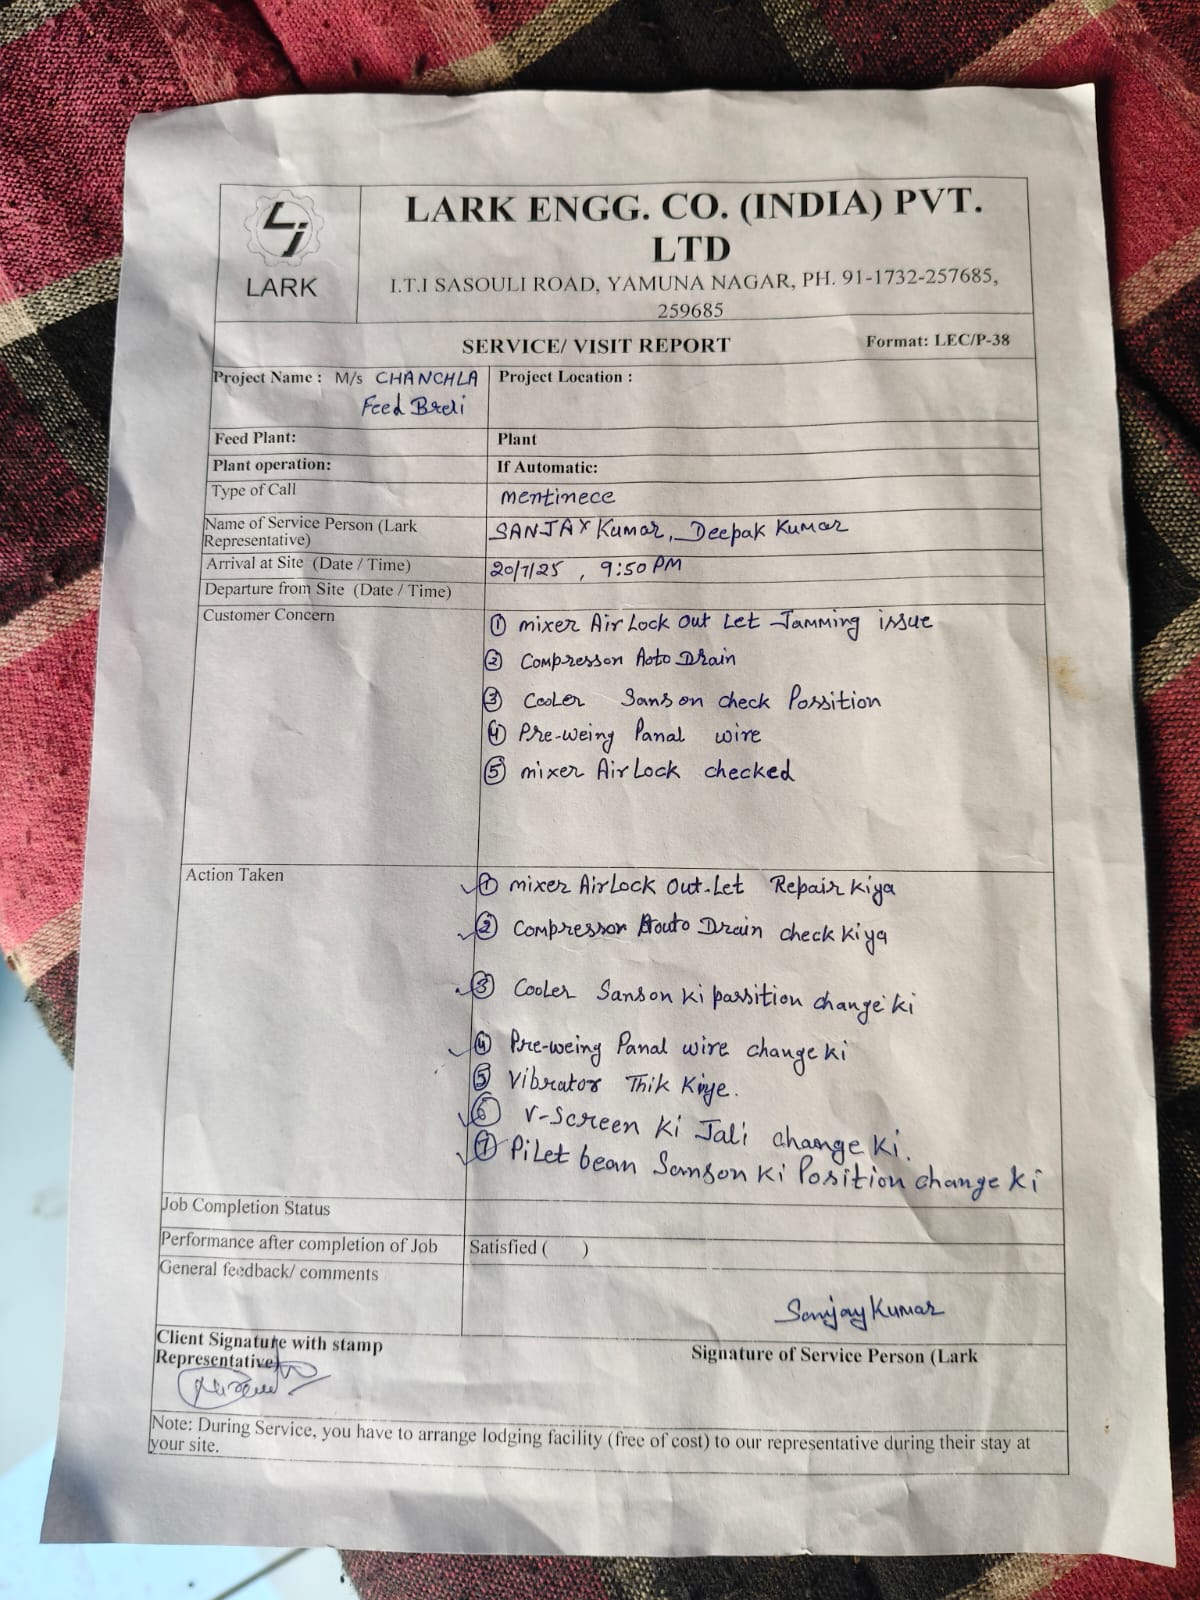 LARK ENGG. CO. (INDIA) PVT.
LTD
LARK
I.T.I SASOULI ROAD, YAMUNA NAGAR, PH. 91-1732-257685,
259685
SERVICE/ VISIT REPORT Format: LEC/P-38
Project Name : M/s CHANCHLA Project Location :
Feed Breli
Feed Plant: Plant
Plant operation: If Automatic:
Type of Call mentinece
Name of Service Person (Lark SANJAY Kumar, Deepak Kumar
Representative)
Arrival at Site (Date / Time) 20/7/25 , 9:50 PM
Departure from Site (Date / Time)
Customer Concern ① mixer Air Lock out Let Jamming issue
② Compresson Aoto Drain
③ Cooler Sanson check Possition
④ Pre-weing Panal wire
⑤ mixer Air Lock checked
Action Taken ① mixer AirLock Out-Let Repair kiya
② Compressor Aouto Drain check kiya
③ Cooler Sanson ki passition change ki
④ Pre-weing Panal wire change ki
⑤ Vibrator Thik Kiye.
⑥ V-Screen ki Jali change ki.
⑦ PiLet bean Samson ki Position change ki
Job Completion Status
Performance after completion of Job Satisfied ( )
General feedback/ comments
Sanjay Kumar
Client Signature with stamp Signature of Service Person (Lark
Representative)
Note: During Service, you have to arrange lodging facility (free of cost) to our representative during their stay at
your site.